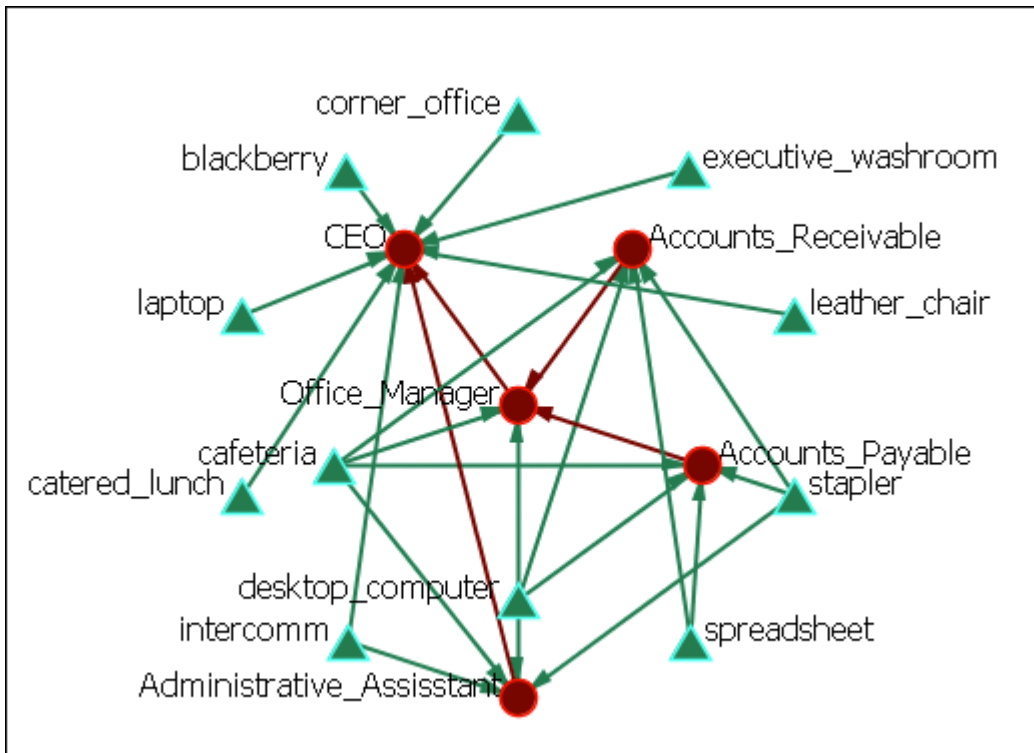 corner_office
blackberry
executive_washroom
CEO
Accounts_Receivable
laptop
leather_chair
Office_Manager
cafeteria
Accounts_Payable
catered_lunch
stapler
desktop_computer
intercomm
spreadsheet
Administrative_Assisstant